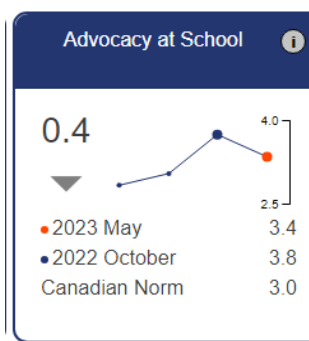 Advocacy at School i
0.4
4.0
2.5
2023 May 3.4
2022 October 3.8
Canadian Norm 3.0